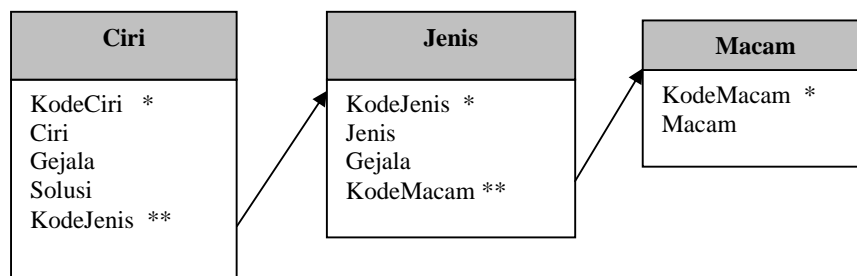 Ciri
KodeCiri *
Ciri
Gejala
Solusi
KodeJenis **
Jenis
KodeJenis *
Jenis
Gejala
KodeMacam **
Macam
KodeMacam *
Macam